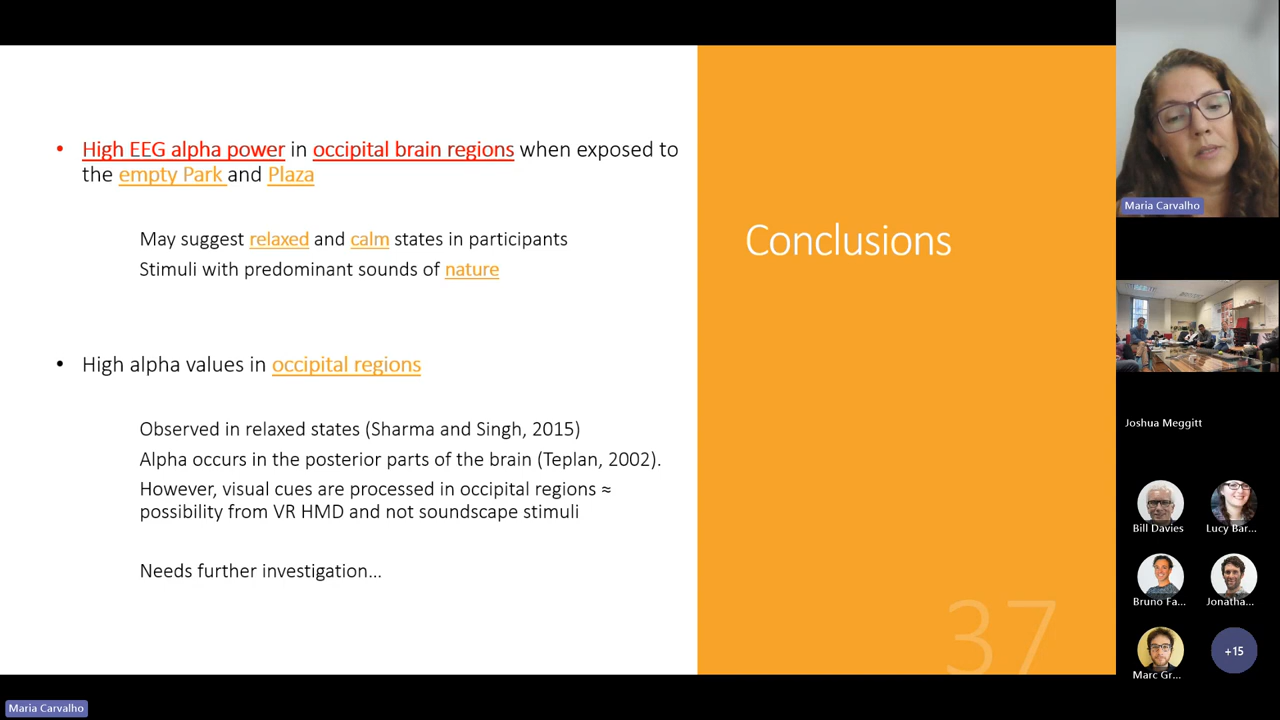 • High EEG alpha power in occipital brain regions when exposed to
the empty Park and Plaza
May suggest relaxed and calm states in participants
Stimuli with predominant sounds of nature
• High alpha values in occipital regions
Observed in relaxed states (Sharma and Singh, 2015)
Alpha occurs in the posterior parts of the brain (Teplan, 2002).
However, visual cues are processed in occipital regions ≈
possibility from VR HMD and not soundscape stimuli
Needs further investigation...
Conclusions
37
Maria Carvalho
Joshua Meggitt
Bill Davies
Lucy Bar...
Bruno Fa...
Jonatha...
Marc Gr...
+15
Maria Carvalho